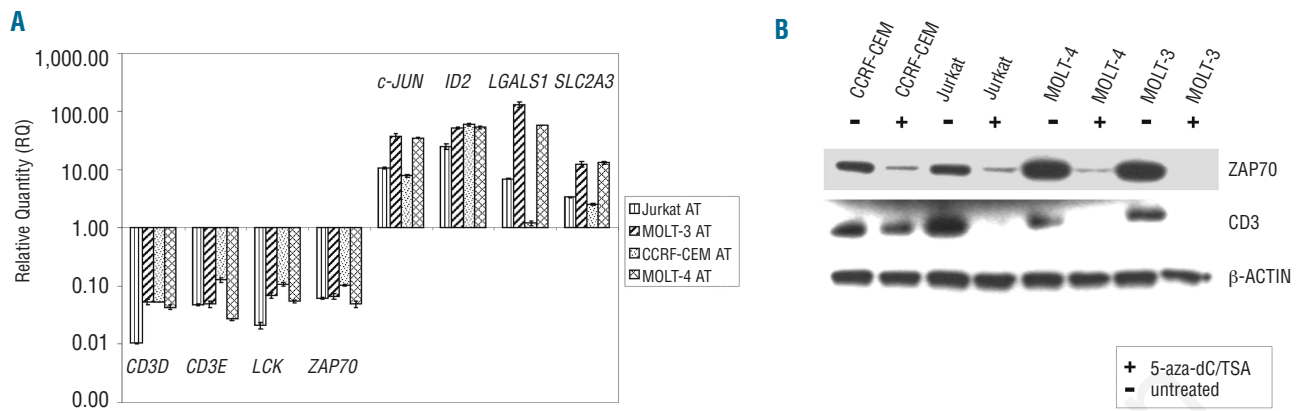 A
1,000.00
100.00
10.00
1.00
0.10
0.01
0.00
Relative Quantity (RQ)
c-JUN ID2 LGALS1 SLC2A3
CD3D CD3E LCK ZAP70
Jurkat AT
MOLT-3 AT
CCRF-CEM AT
MOLT-4 AT
B
CCRF-CEM CCRF-CEM Jurkat Jurkat MOLT-4 MOLT-4 MOLT-3 MOLT-3
- + - + - + - +
ZAP70
CD3
β-ACTIN
+ 5-aza-dC/TSA
- untreated